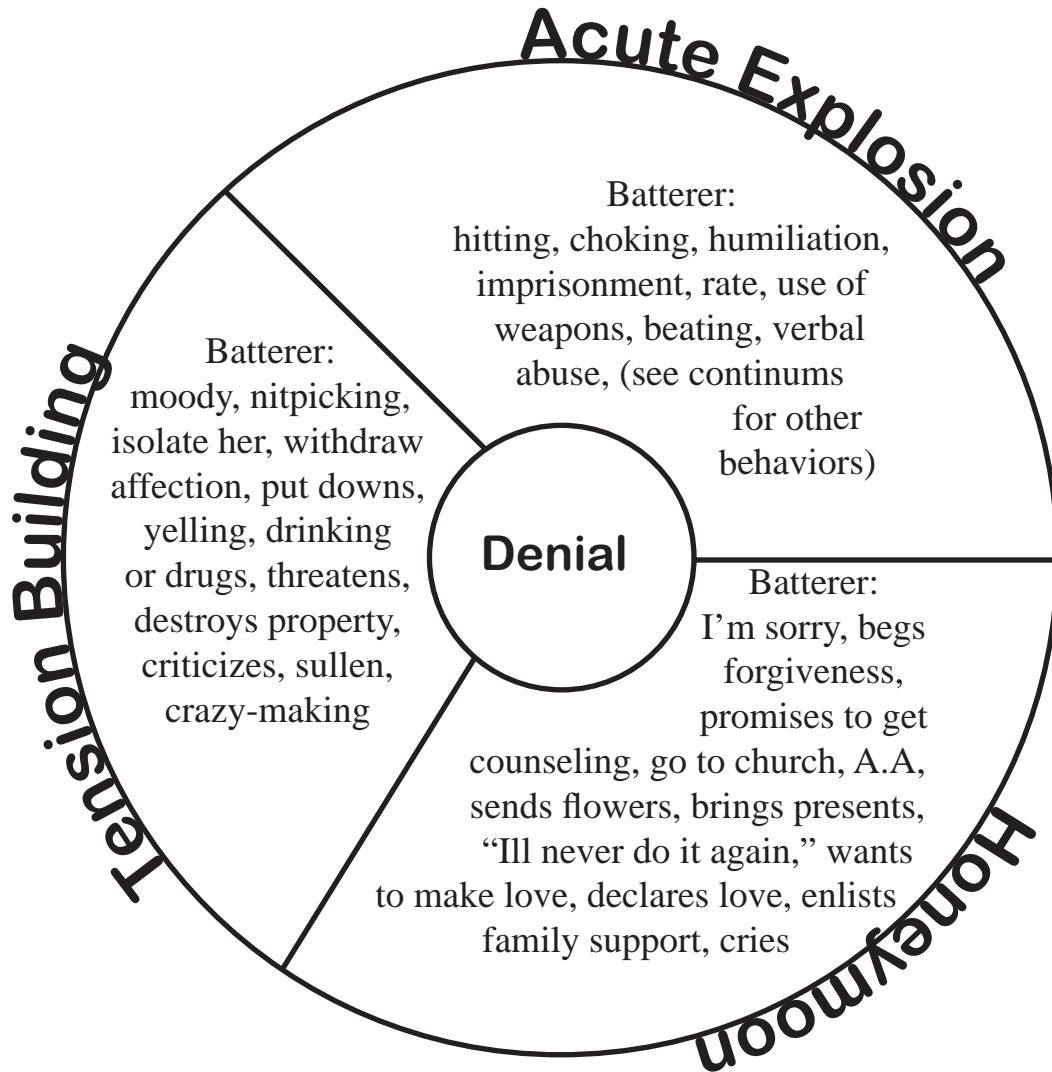 Acute Explosion
Batterer:
hitting, choking, humiliation,
imprisonment, rate, use of
weapons, beating, verbal
abuse, (see continums
for other
behaviors)
Tension Building
Batterer:
moody, nitpicking,
isolate her, withdraw
affection, put downs,
yelling, drinking
or drugs, threatens,
destroys property,
criticizes, sullen,
crazy-making
Denial
Batterer:
I’m sorry, begs
forgiveness,
promises to get
counseling, go to church, A.A,
sends flowers, brings presents,
“Ill never do it again,” wants
to make love, declares love, enlists
family support, cries
Honeymoon